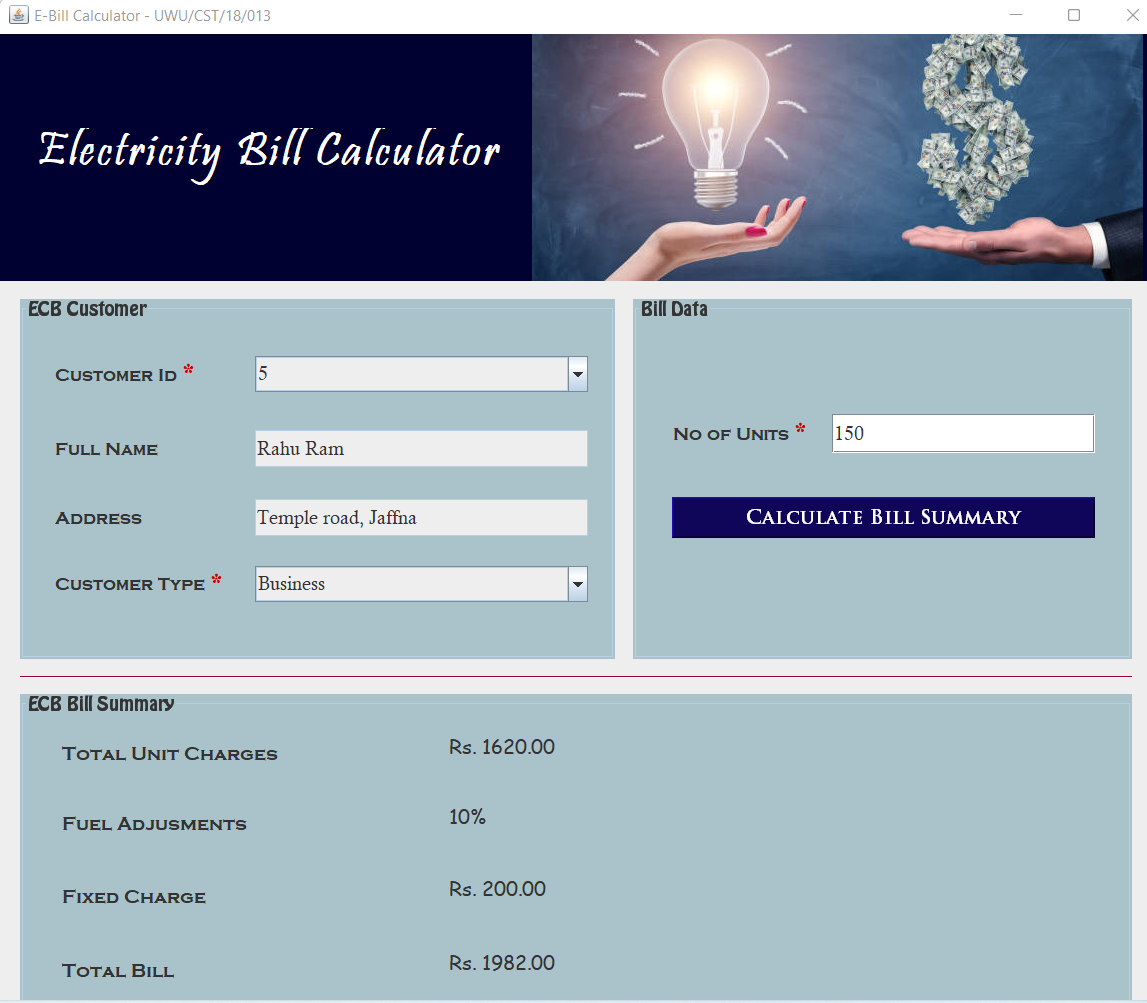 E-Bill Calculator - UWU/CST/18/013
Electricity Bill Calculator
ECB Customer
Customer Id *
5
Full Name
Rahu Ram
Address
Temple road, Jaffna
Customer Type *
Business
Bill Data
No of Units *
150
Calculate Bill Summary
ECB Bill Summary
Total Unit Charges
Rs. 1620.00
Fuel Adjusments
10%
Fixed Charge
Rs. 200.00
Total Bill
Rs. 1982.00